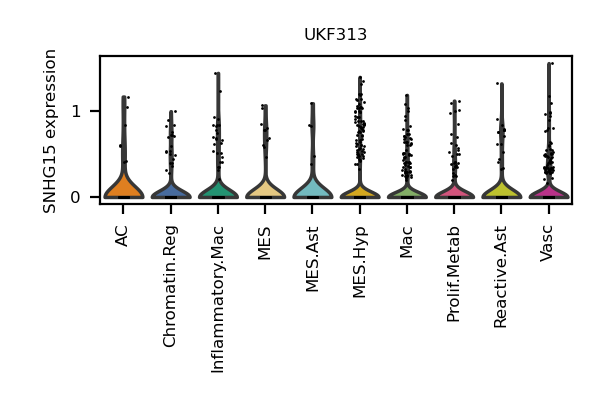 UKF313
SNHG15 expression
1
0
AC
Chromatin.Reg
Inflammatory.Mac
MES
MES.Ast
MES.Hyp
Mac
Prolif.Metab
Reactive.Ast
Vasc